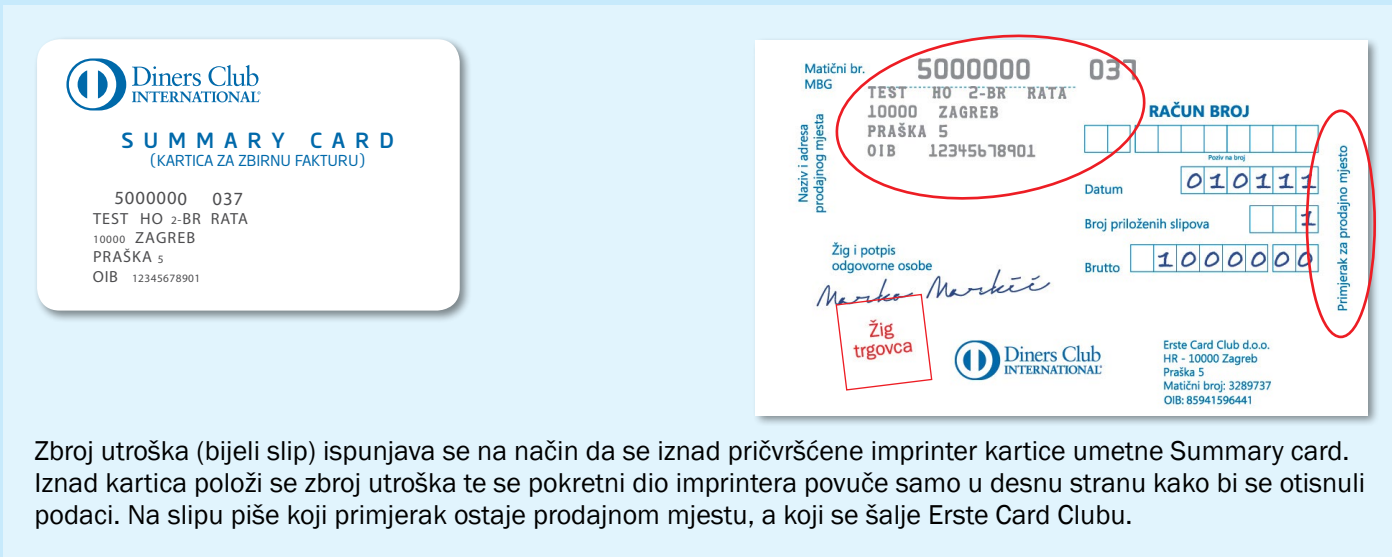 Diners Club
INTERNATIONAL®
SUMMARY CARD
(KARTICA ZA ZBIRNU FAKTURU)
5000000 037
TEST HO 2-BR RATA
10000 ZAGREB
PRAŠKA 5
OIB 12345678901
Matični br.
MBG
5000000 037
TEST HO 2-BR RATA
10000 ZAGREB
PRAŠKA 5
OIB 12345678901
Naziv i adresa
prodajnog mjesta
RAČUN BROJ
Poziv na broj
Datum 010111
Broj priloženih slipova 1
Brutto 1000000
Primjerak za prodajno mjesto
Žig i potpis
odgovorne osobe
Marko Markić
Žig
trgovca
Diners Club
INTERNATIONAL®
Erste Card Club d.o.o.
HR - 10000 Zagreb
Praška 5
Matični broj: 3289737
OIB: 85941596441
Zbroj utroška (bijeli slip) ispunjava se na način da se iznad pričvršćene imprinter kartice umetne Summary card.
Iznad kartica položi se zbroj utroška te se pokretni dio imprintera povuče samo u desnu stranu kako bi se otisnuli
podaci. Na slipu piše koji primjerak ostaje prodajnom mjestu, a koji se šalje Erste Card Clubu.